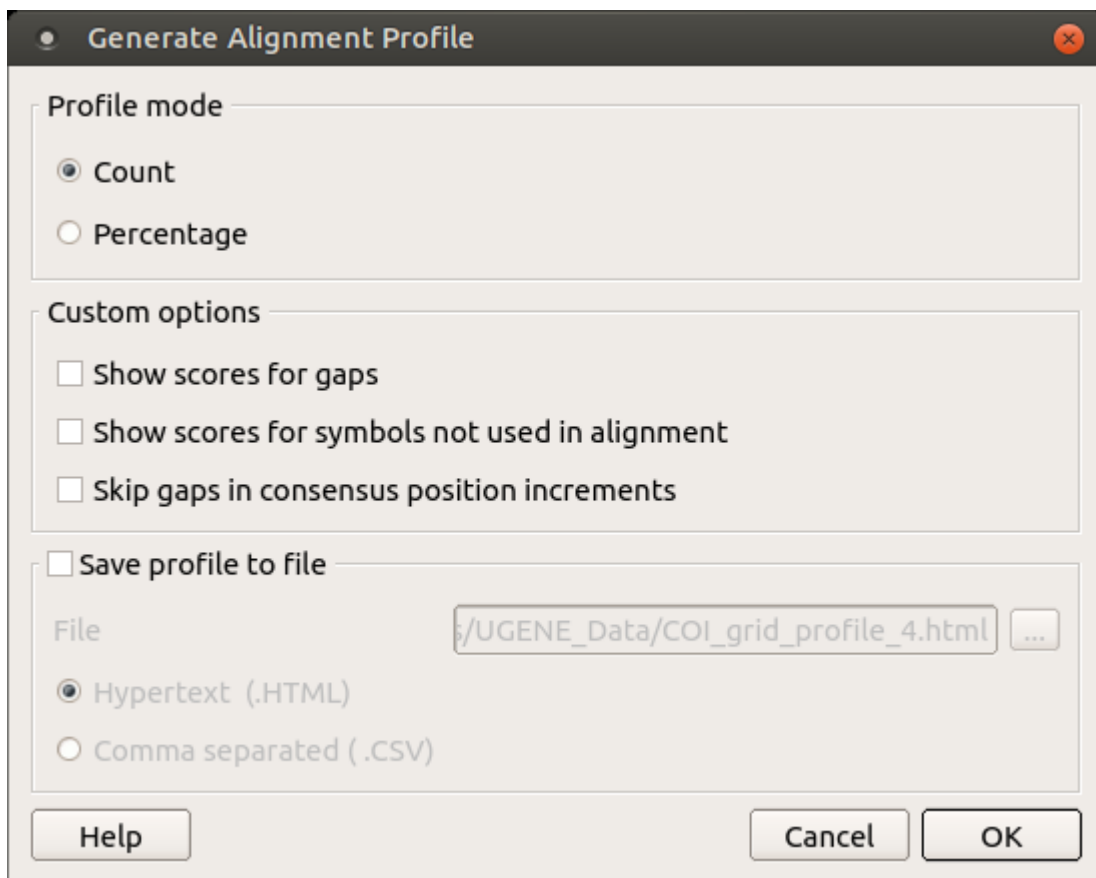 Generate Alignment Profile
Profile mode
Count
Percentage
Custom options
Show scores for gaps
Show scores for symbols not used in alignment
Skip gaps in consensus position increments
Save profile to file
File s/UGENE_Data/COI_grid_profile_4.html ...
Hypertext (.HTML)
Comma separated ( .CSV)
Help Cancel OK